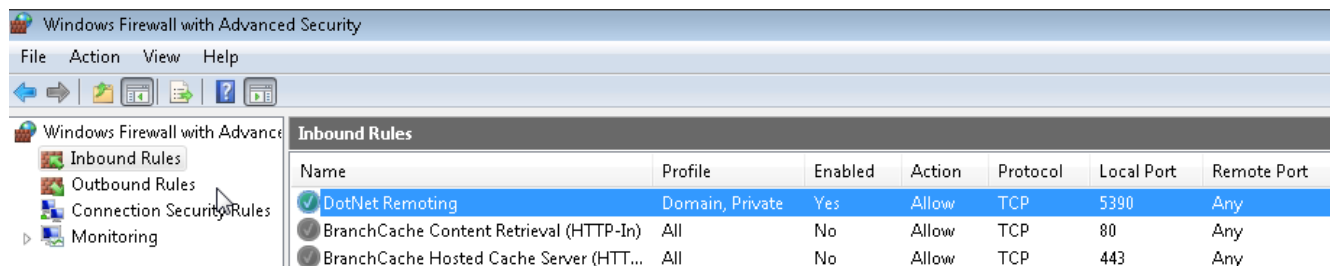 Windows Firewall with Advanced Security
File Action View Help
Windows Firewall with Advance
Inbound Rules
Outbound Rules
Connection Security Rules
Monitoring
Inbound Rules
Name Profile Enabled Action Protocol Local Port Remote Port
DotNet Remoting Domain, Private Yes Allow TCP 5390 Any
BranchCache Content Retrieval (HTTP-In) All No Allow TCP 80 Any
BranchCache Hosted Cache Server (HTT... All No Allow TCP 443 Any